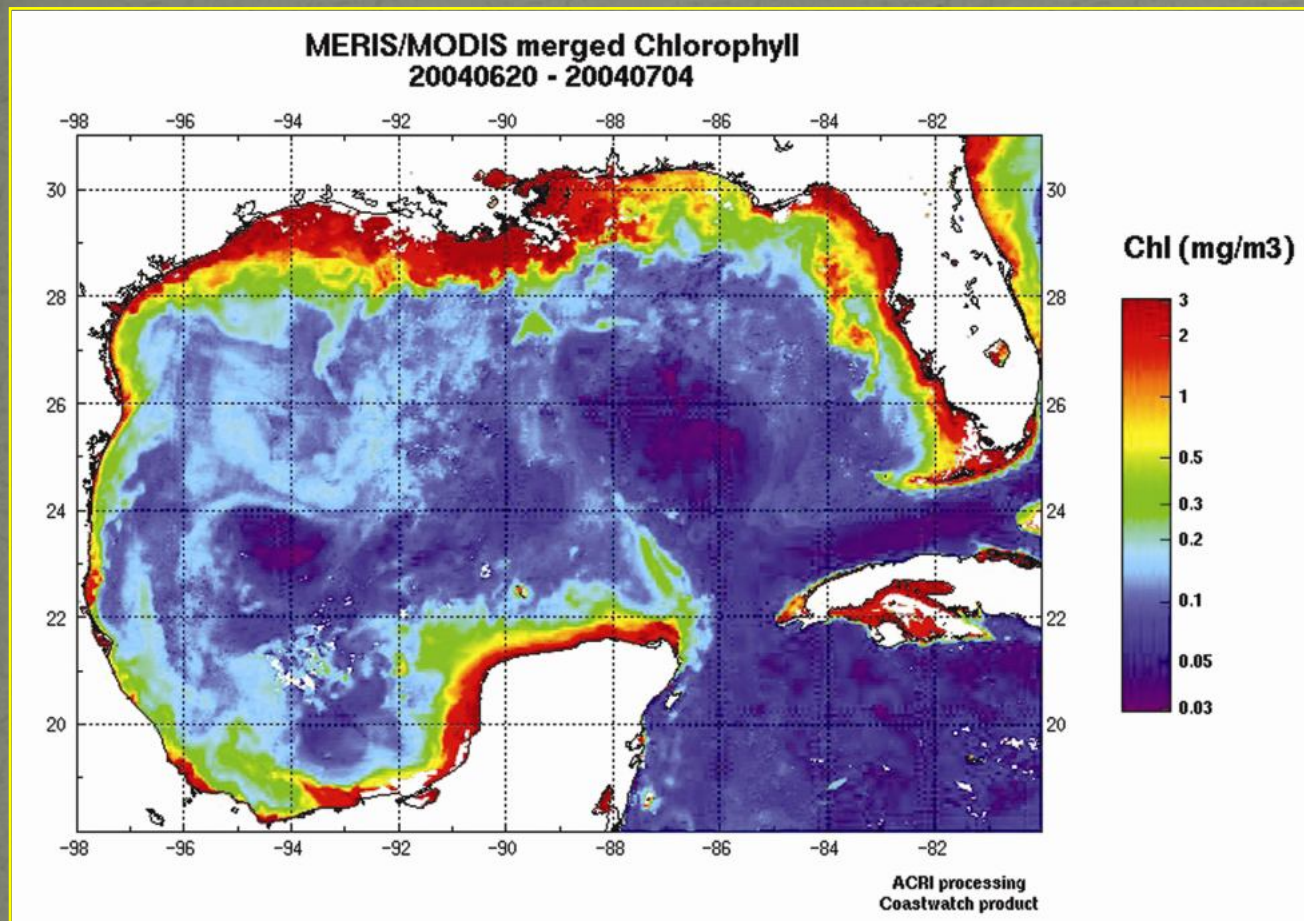 MERIS/MODIS merged Chlorophyll
20040620 - 20040704
-98 -96 -94 -92 -90 -88 -86 -84 -82
30 30
28 28
26 26
24 24
22 22
20 20
-98 -96 -94 -92 -90 -88 -86 -84 -82
Chl (mg/m3)
3
2
1
0.5
0.3
0.2
0.1
0.05
0.03
ACRI processing
Coastwatch product